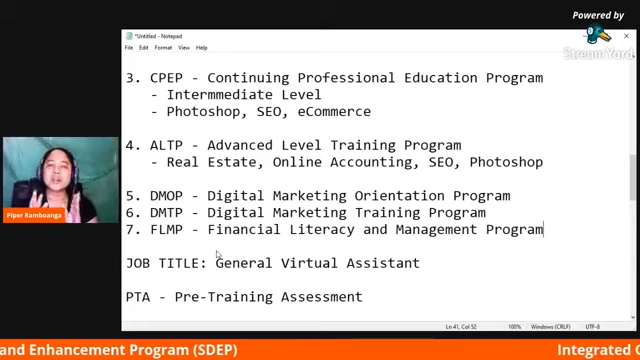 Powered by
StreamYard
*Untitled - Notepad
File Edit Format View Help
3. CPEP - Continuing Professional Education Program
- Intermmediate Level
- Photoshop, SEO, eCommerce
4. ALTP - Advanced Level Training Program
- Real Estate, Online Accounting, SEO, Photoshop
5. DMOP - Digital Marketing Orientation Program
6. DMTP - Digital Marketing Training Program
7. FLMP - Financial Literacy and Management Program
JOB TITLE: General Virtual Assistant
PTA - Pre-Training Assessment
Piper Ramboanga
Ln 41, Col 52 100% Windows (CRLF) UTF-8
and Enhancement Program (SDEP) Integrated